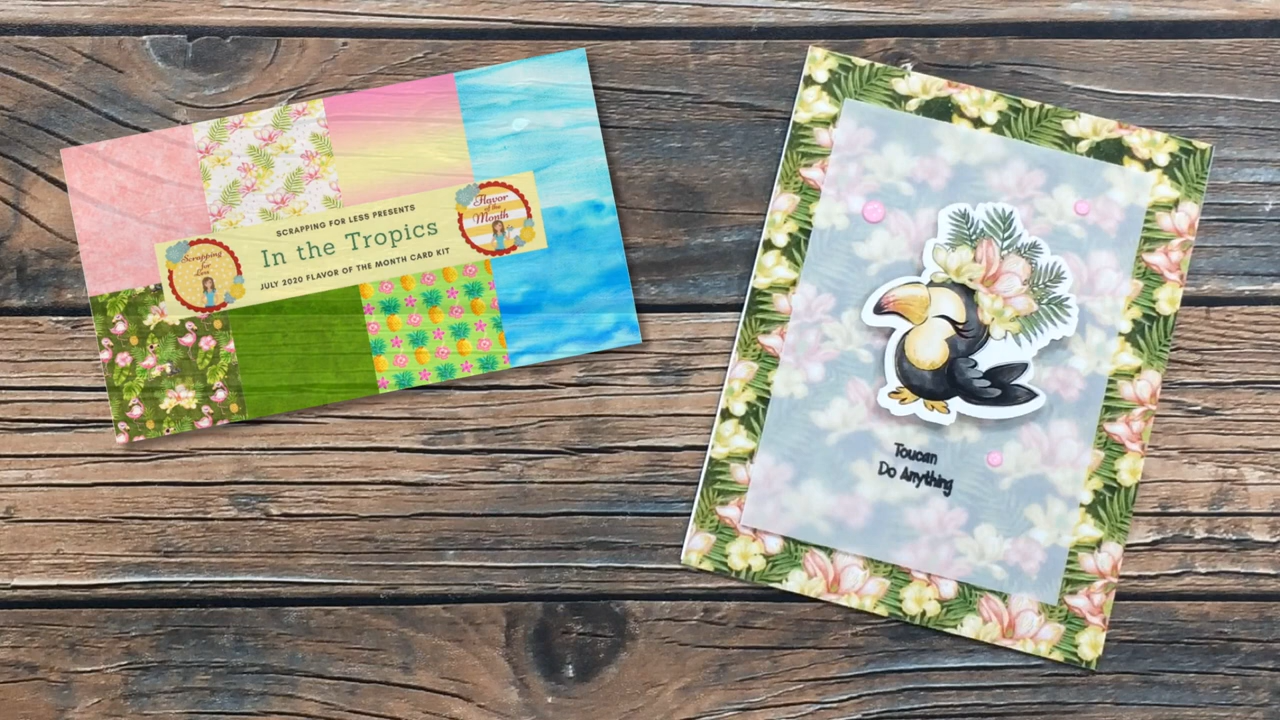 SCRAPPING FOR LESS PRESENTS
In the Tropics
JULY 2020 FLAVOR OF THE MONTH CARD KIT
Scrapping
for
Less
Flavor
of the
Month
Toucan
Do Anything